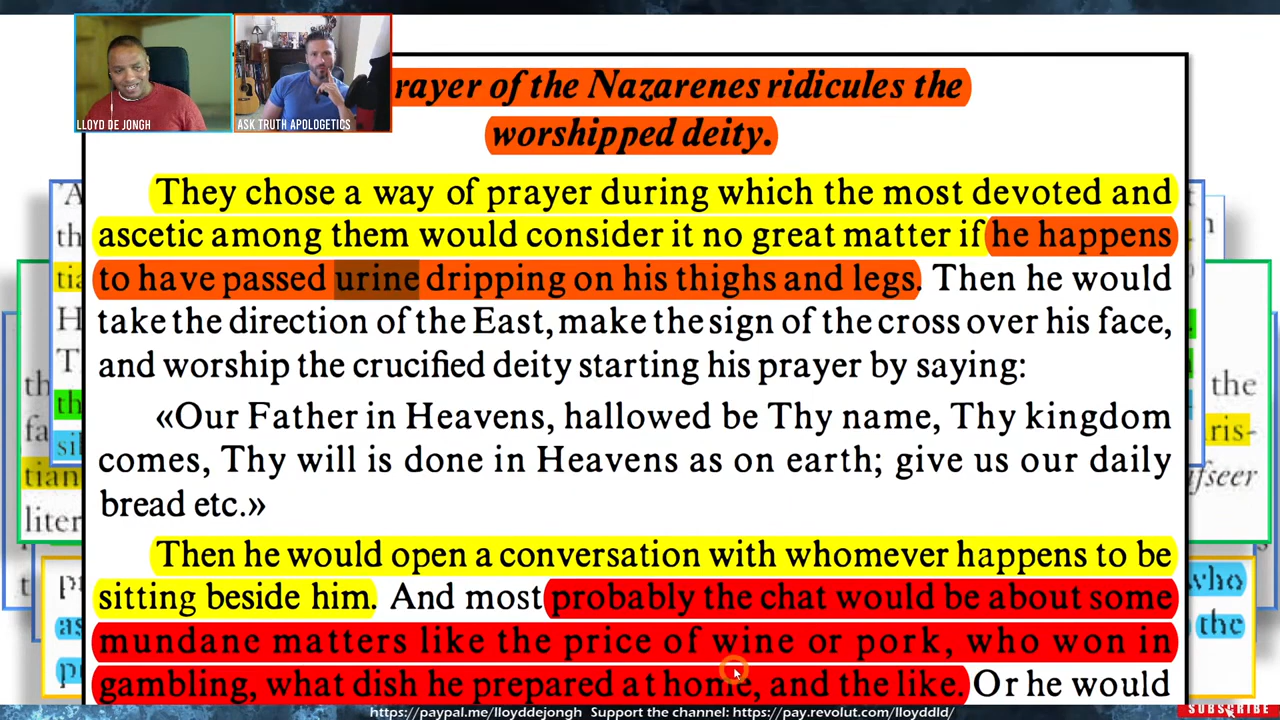 LLOYD DE JONGH
ASK TRUTH APOLOGETICS
rayer of the Nazarenes ridicules the
worshipped deity.
They chose a way of prayer during which the most devoted and
ascetic among them would consider it no great matter if he happens
to have passed urine dripping on his thighs and legs. Then he would
take the direction of the East, make the sign of the cross over his face,
and worship the crucified deity starting his prayer by saying:
«Our Father in Heavens, hallowed be Thy name, Thy kingdom
comes, Thy will is done in Heavens as on earth; give us our daily
bread etc.»
Then he would open a conversation with whomever happens to be
sitting beside him. And most probably the chat would be about some
mundane matters like the price of wine or pork, who won in
gambling, what dish he prepared at home, and the like. Or he would
the
ris-
tian
afseer
liter
who
the
https://paypal.me/lloyddejongh Support the channel: https://pay.revolut.com/lloyddld/
SUBSCRIBE